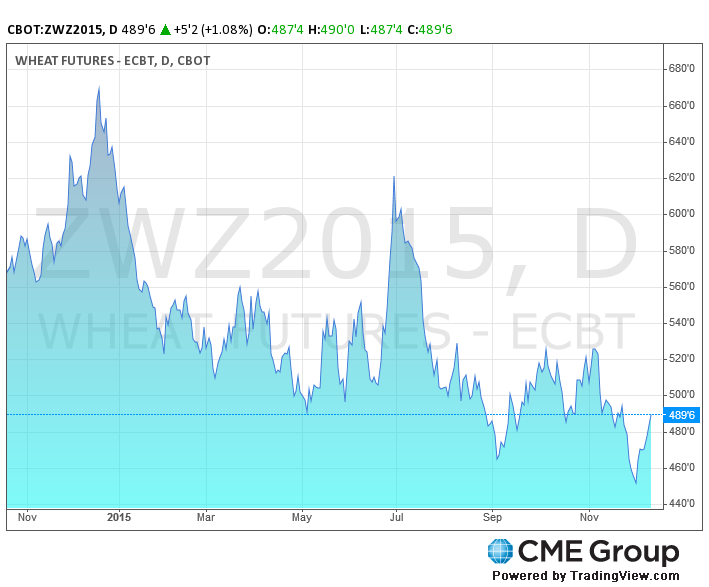 CBOT:ZWZ2015, D 489'6 ▲ +5'2 (+1.08%) O:487'4 H:490'0 L:487'4 C:489'6
WHEAT FUTURES - ECBT, D, CBOT
ZWZ2015, D
WHEAT FUTURES - ECBT
680'0
660'0
640'0
620'0
600'0
580'0
560'0
540'0
520'0
500'0
489'6
480'0
460'0
440'0
Nov 2015 Mar May Jul Sep Nov
CME Group
Powered by TradingView.com